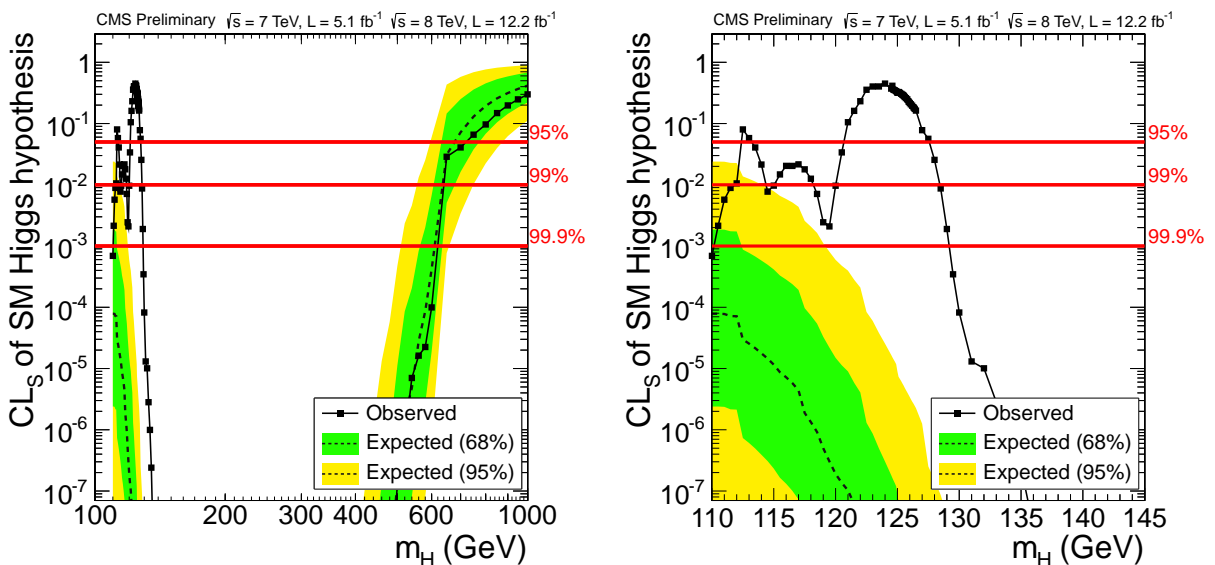 CMS Preliminary √s = 7 TeV, L = 5.1 fb⁻¹ √s = 8 TeV, L = 12.2 fb⁻¹
CL_S of SM Higgs hypothesis
1
10⁻¹
10⁻²
10⁻³
10⁻⁴
10⁻⁵
10⁻⁶
10⁻⁷
95%
99%
99.9%
Observed
Expected (68%)
Expected (95%)
100 200 300 400 600 1000
m_H (GeV)
CMS Preliminary √s = 7 TeV, L = 5.1 fb⁻¹ √s = 8 TeV, L = 12.2 fb⁻¹
CL_S of SM Higgs hypothesis
1
10⁻¹
10⁻²
10⁻³
10⁻⁴
10⁻⁵
10⁻⁶
10⁻⁷
95%
99%
99.9%
Observed
Expected (68%)
Expected (95%)
110 115 120 125 130 135 140 145
m_H (GeV)